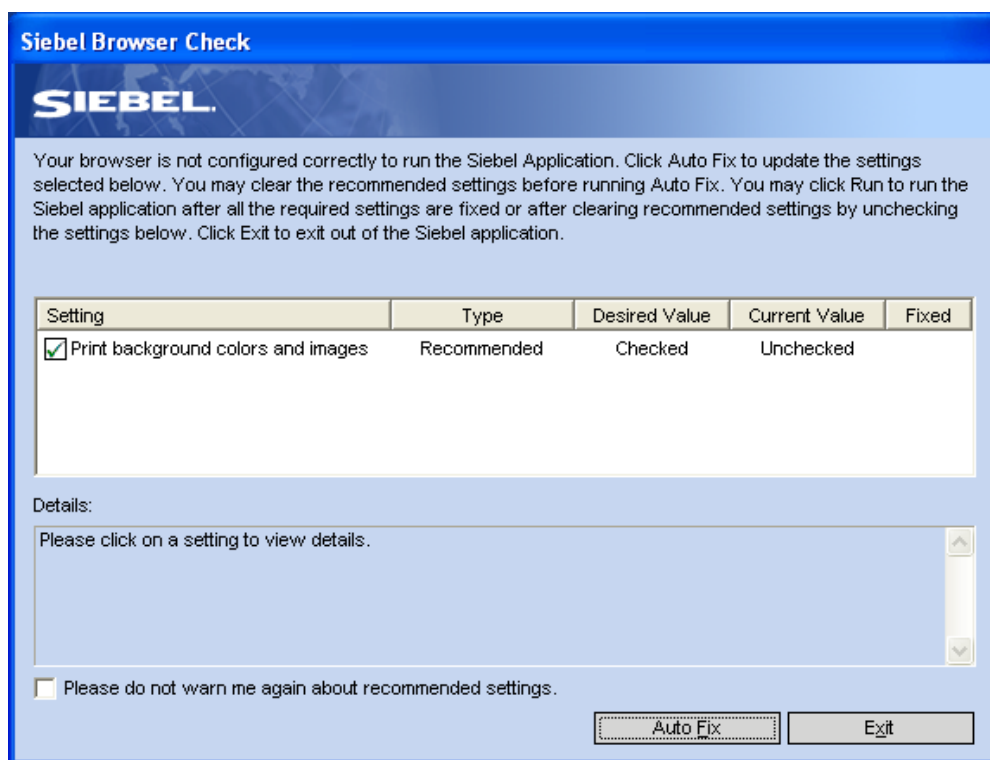 Siebel Browser Check
SIEBEL.
Your browser is not configured correctly to run the Siebel Application. Click Auto Fix to update the settings
selected below. You may clear the recommended settings before running Auto Fix. You may click Run to run the
Siebel application after all the required settings are fixed or after clearing recommended settings by unchecking
the settings below. Click Exit to exit out of the Siebel application.
Setting Type Desired Value Current Value Fixed
Print background colors and images Recommended Checked Unchecked
Details:
Please click on a setting to view details.
Please do not warn me again about recommended settings.
Auto Fix Exit